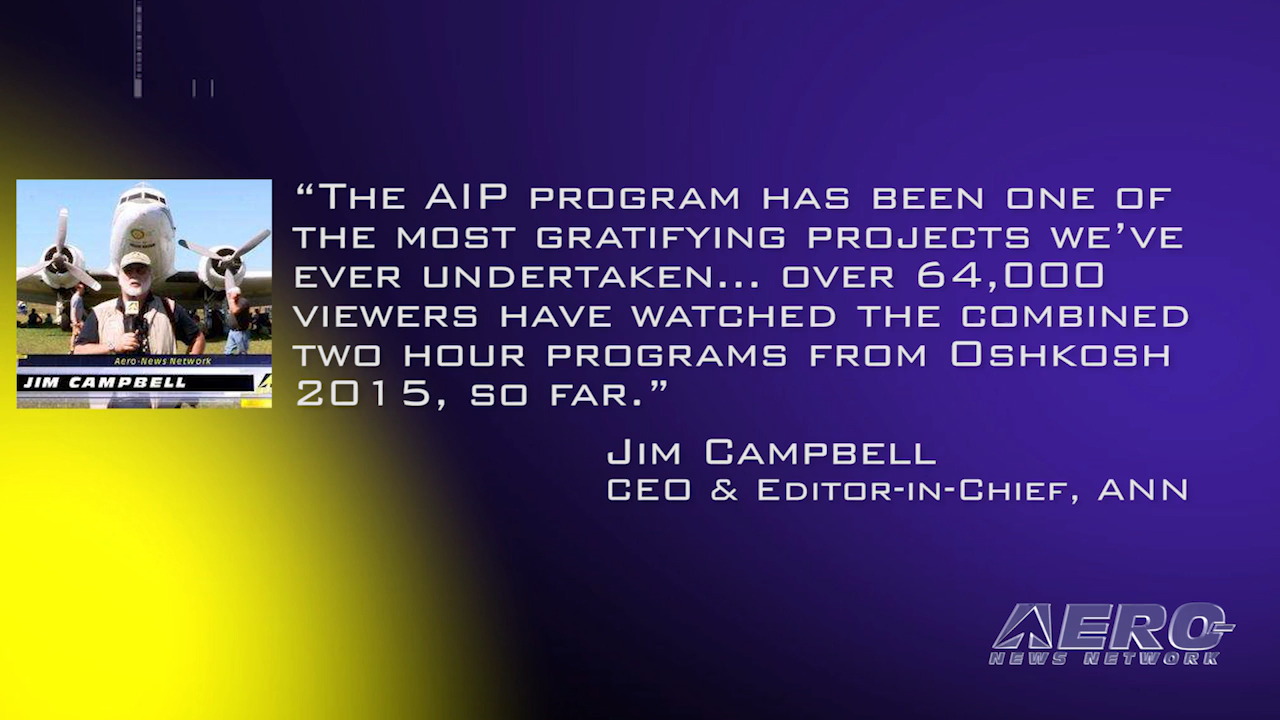 “The AIP program has been one of
the most gratifying projects we’ve
ever undertaken... over 64,000
viewers have watched the combined
two hour programs from Oshkosh
2015, so far.”
Jim Campbell
CEO & Editor-in-Chief, ANN
Aero-News Network
JIM CAMPBELL
AERO-
NEWS NETWORK